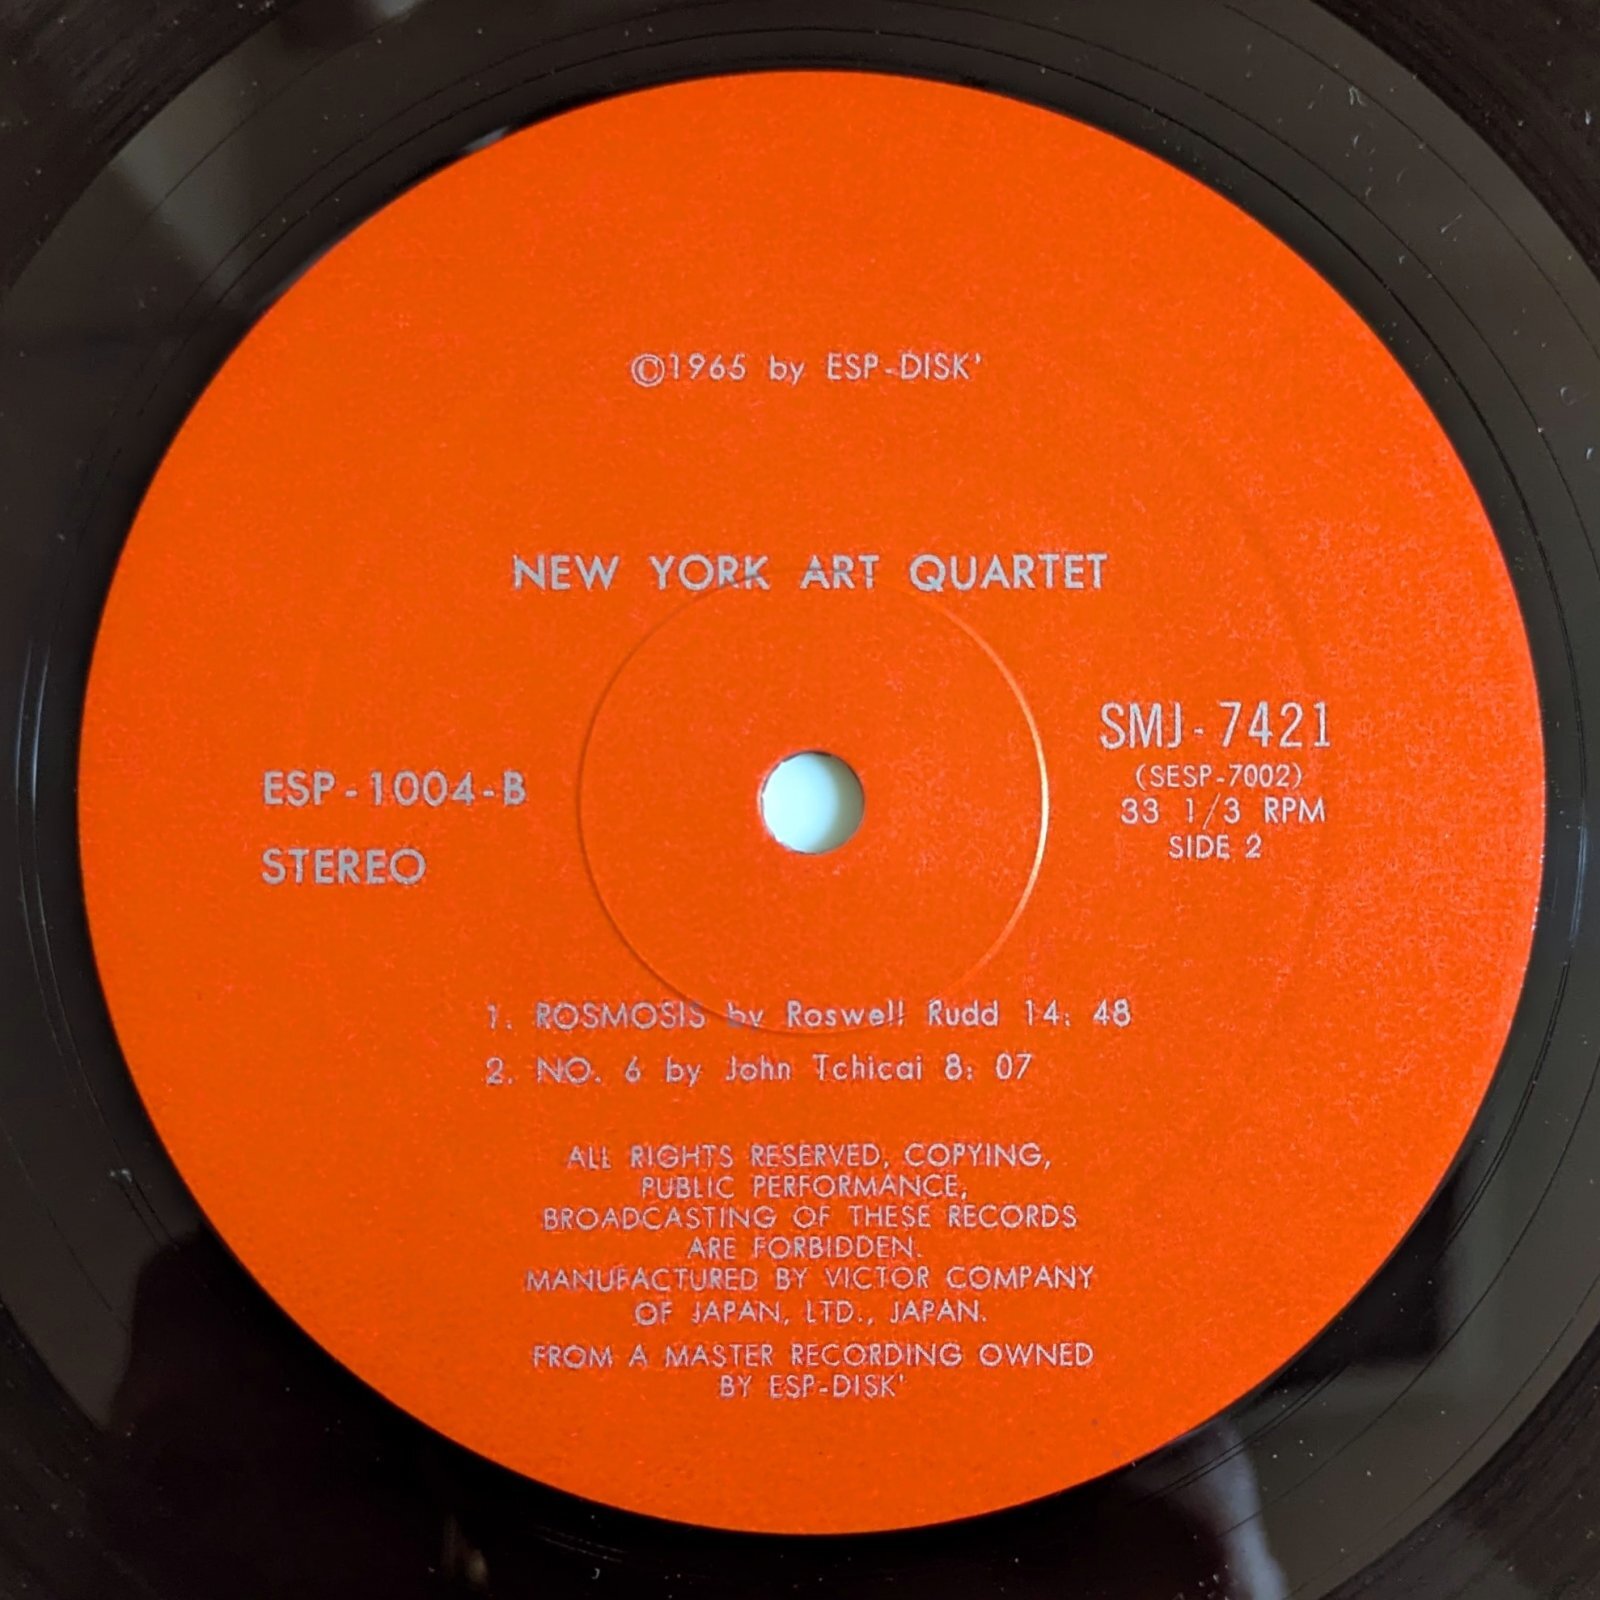 ©1965 by ESP-DISK'
NEW YORK ART QUARTET
ESP-1004-B
STEREO
SMJ-7421
(SESP-7002)
33 1/3 RPM
SIDE 2
1. ROSMOSIS by Roswell Rudd 14: 48
2. NO. 6 by John Tchicai 8: 07
ALL RIGHTS RESERVED, COPYING,
PUBLIC PERFORMANCE,
BROADCASTING OF THESE RECORDS
ARE FORBIDDEN.
MANUFACTURED BY VICTOR COMPANY
OF JAPAN, LTD., JAPAN.
FROM A MASTER RECORDING OWNED
BY ESP-DISK'